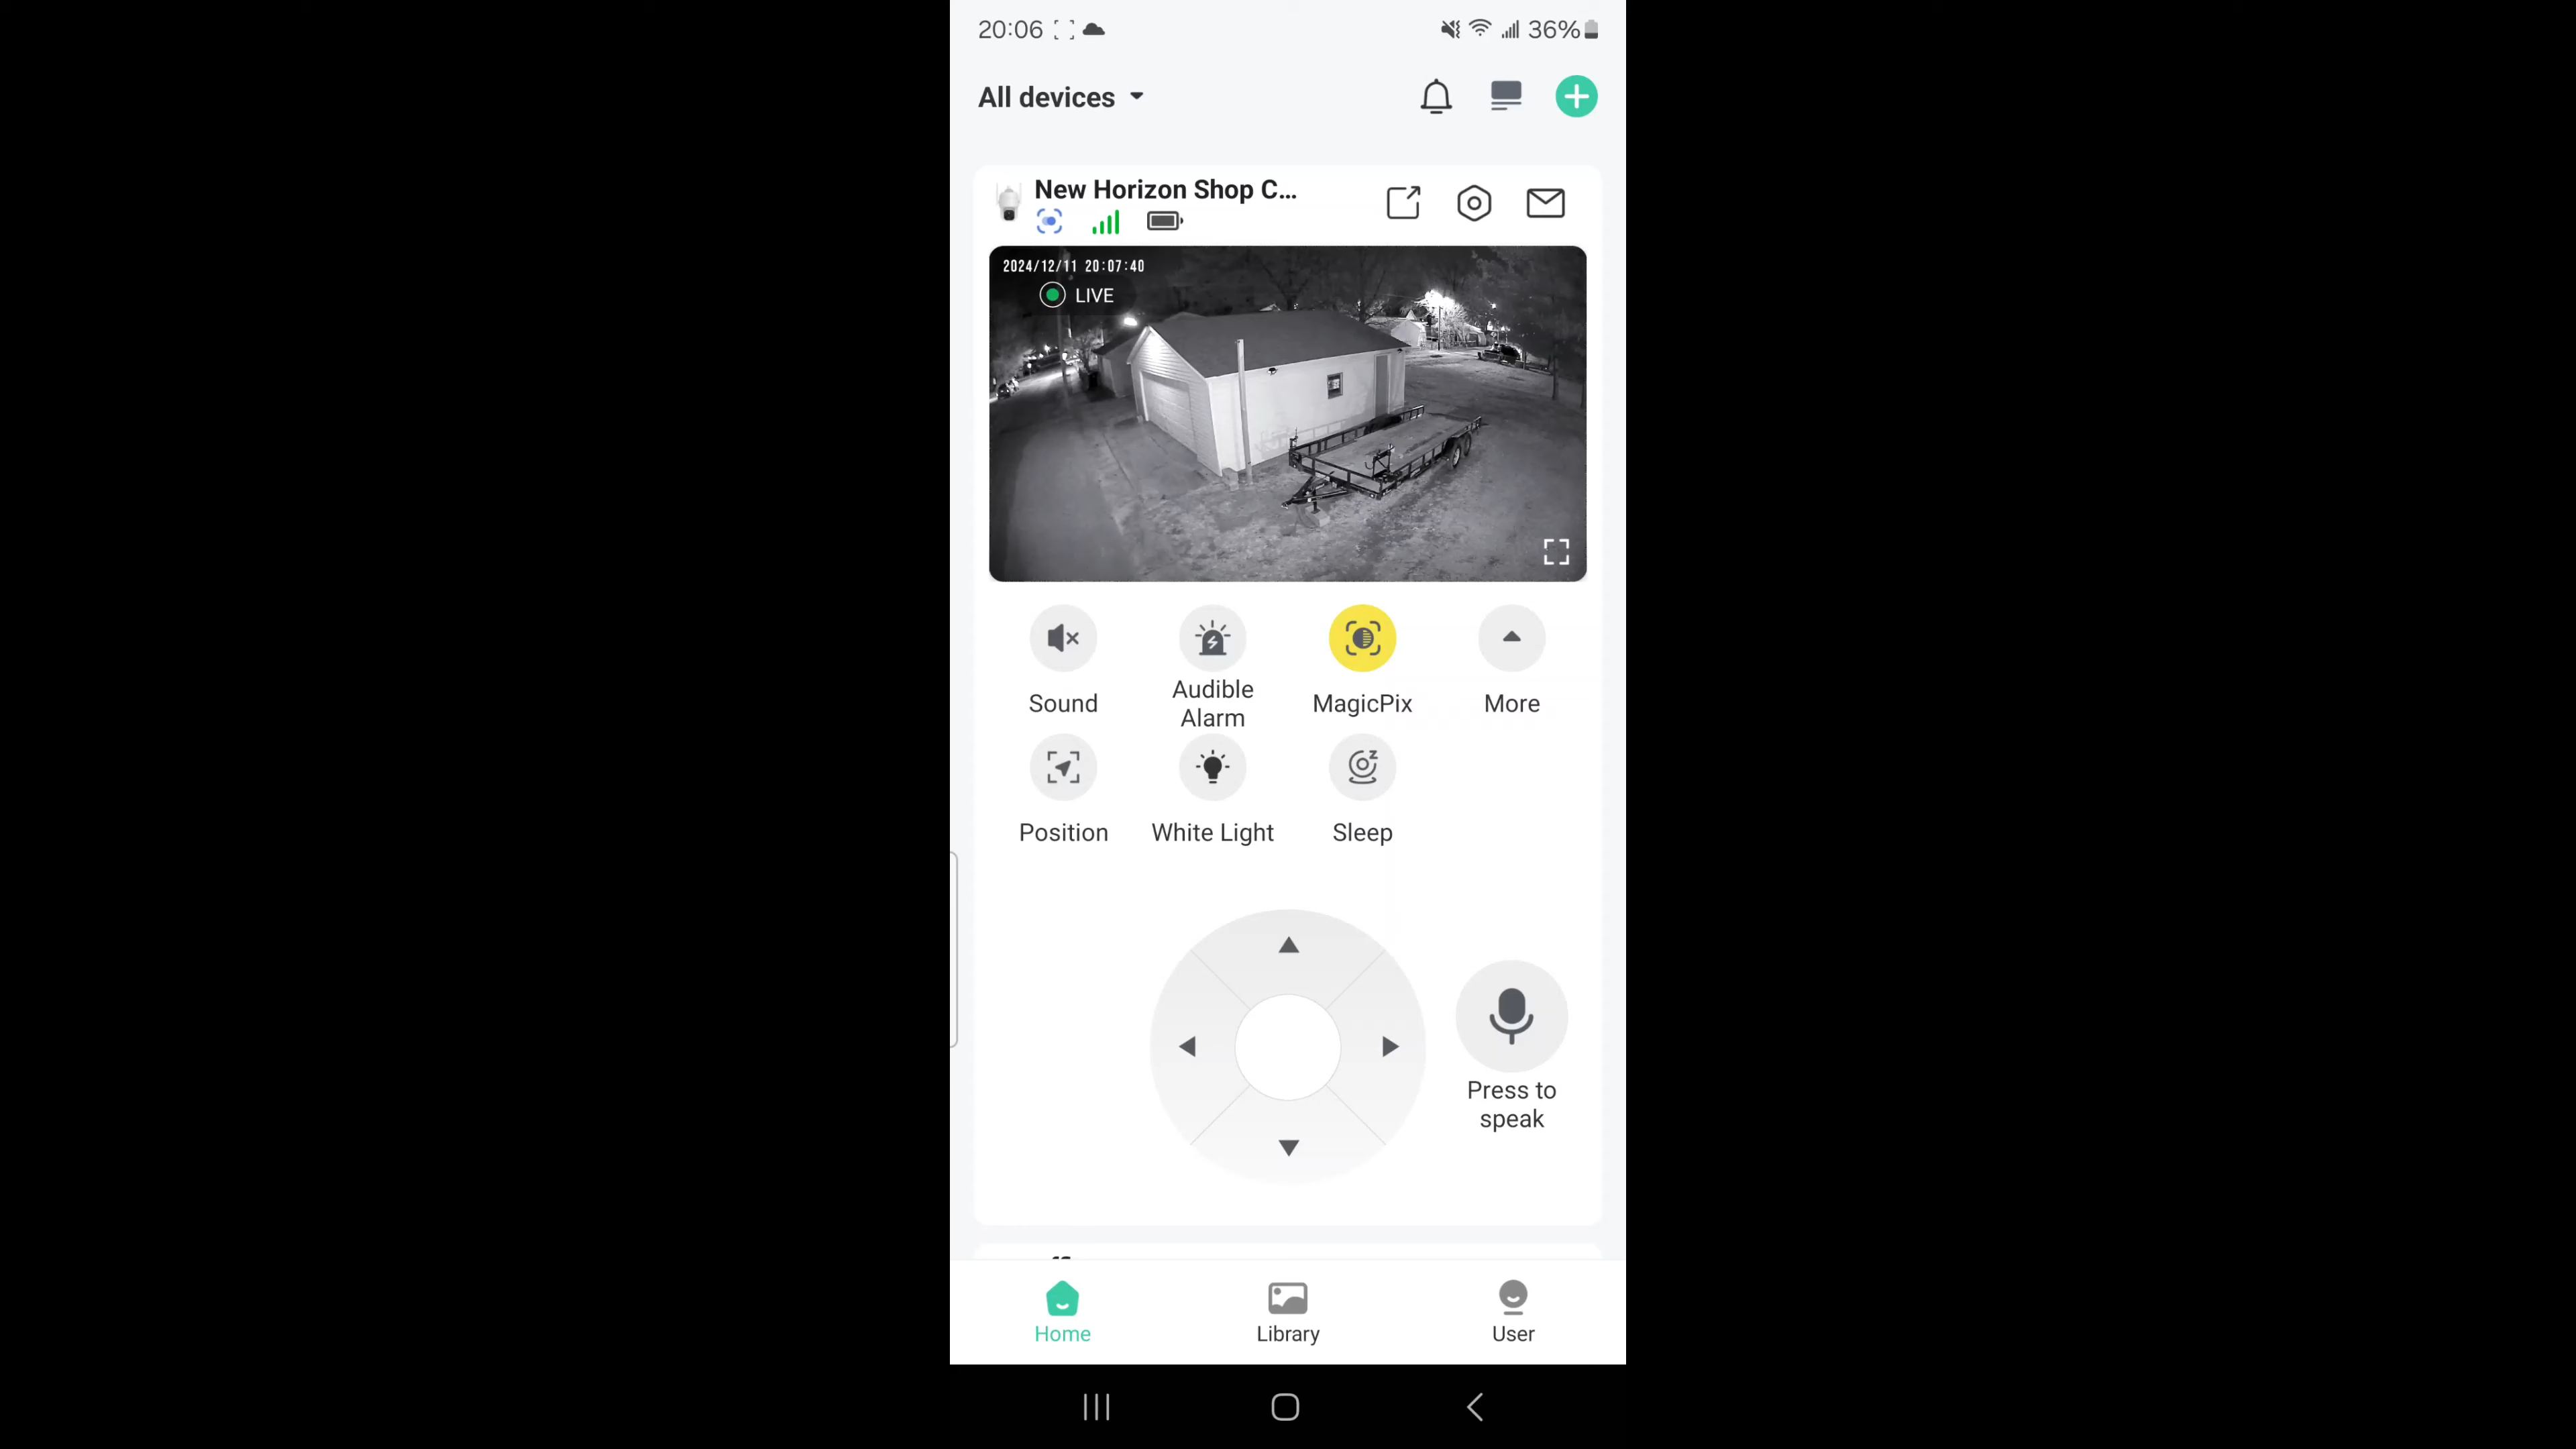 20:06
36%
All devices
New Horizon Shop C...
2024/12/11 20:07:40
LIVE
Sound
Audible
Alarm
MagicPix
More
Position
White Light
Sleep
Press to
speak
Home
Library
User